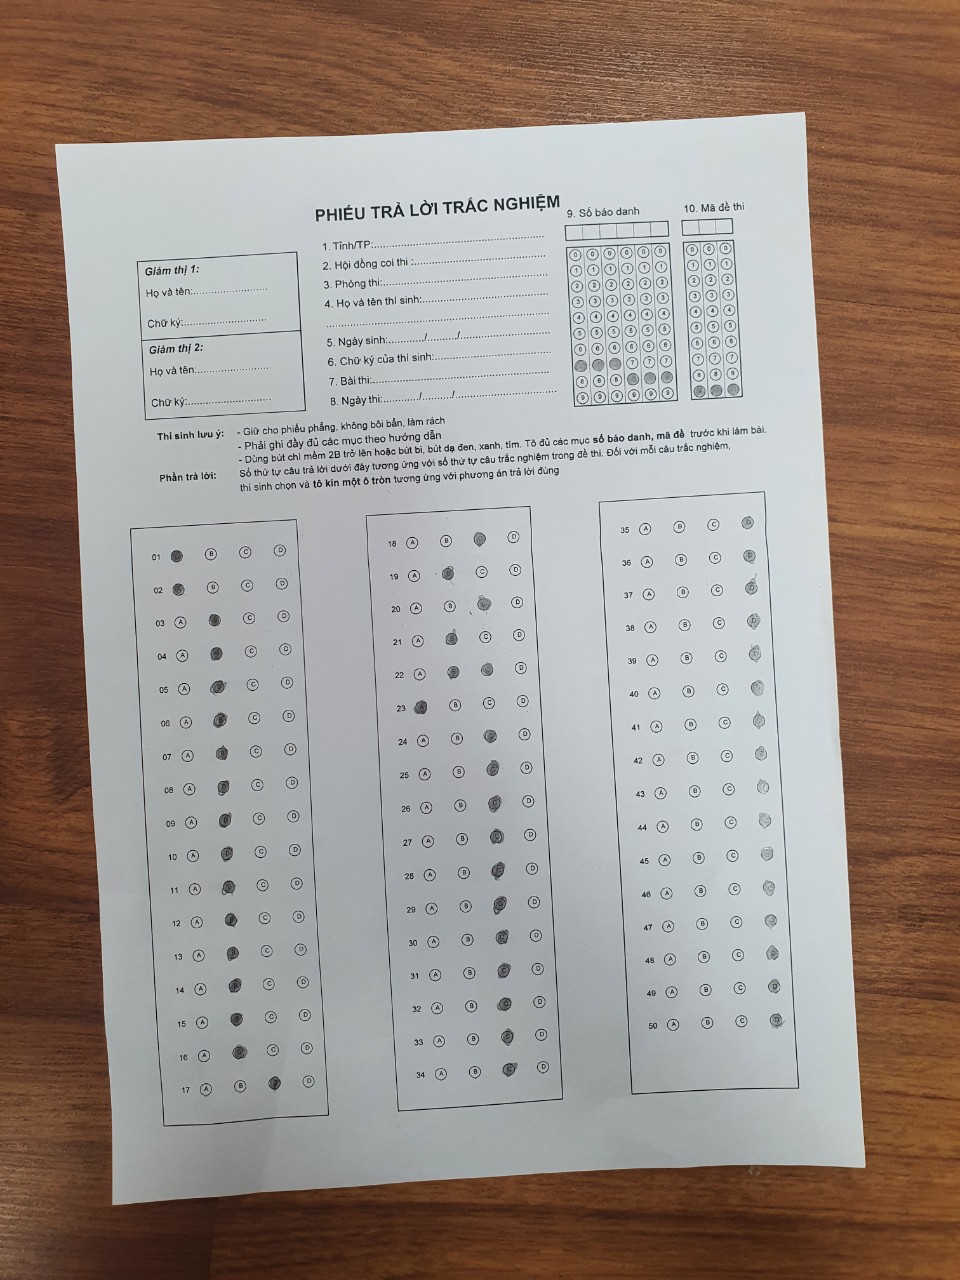 PHIẾU TRẢ LỜI TRẮC NGHIỆM
Giám thị 1:
Họ và tên:........................
Chữ ký:...........................
Giám thị 2:
Họ và tên:........................
Chữ ký:...........................
1. Tỉnh/TP:......................................................
2. Hội đồng coi thi :..........................................
3. Phòng thi:....................................................
4. Họ và tên thí sinh:........................................
.......................................................................
5. Ngày sinh:............/........../............................
6. Chữ ký của thí sinh:.....................................
7. Bài thi:.........................................................
8. Ngày thi:............/........../................................
9. Số báo danh
0 0 0 0 0 0
1 1 1 1 1 1
2 2 2 2 2 2
3 3 3 3 3 3
4 4 4 4 4 4
5 5 5 5 5 5
6 6 6 6 6 6
7 7 7
8 8 8
9 9 9 9 9 9
10. Mã đề thi
0 0 0
1 1 1
2 2 2
3 3 3
4 4 4
5 5 5
6 6 6
7 7 7
8 8 8
Thí sinh lưu ý: - Giữ cho phiếu phẳng, không bôi bẩn, làm rách
- Phải ghi đầy đủ các mục theo hướng dẫn
- Dùng bút chì mềm 2B trở lên hoặc bút bi, bút dạ đen, xanh, tím. Tô đủ các mục số báo danh, mã đề trước khi làm bài.
Phần trả lời: Số thứ tự câu trả lời dưới đây tương ứng với số thứ tự câu trắc nghiệm trong đề thi. Đối với mỗi câu trắc nghiệm,
thí sinh chọn và tô kín một ô tròn tương ứng với phương án trả lời đúng
01 B C D
02 B C D
03 A C D
04 A C D
05 A C D
06 A C D
07 A B C D
08 A C D
09 A C D
10 A C D
11 A C D
12 A C D
13 A B C D
14 A C D
15 A C D
16 A C D
17 A B D
18 A B C D
19 A C D
20 A B D
21 A B C D
22 A D
23 B C D
24 A B C D
25 A B C D
26 A B C D
27 A B C D
28 A B D
29 A B C D
30 A B D
31 A B C D
32 A B C D
33 A B C D
34 A B C D
35 A B C D
36 A B C D
37 A B C D
38 A B C D
39 A B C D
40 A B C
41 A B C
42 A B C
43 A B C
44 A B C
45 A B C
46 A B C
47 A B C
48 A B C D
49 A B C D
50 A B C D